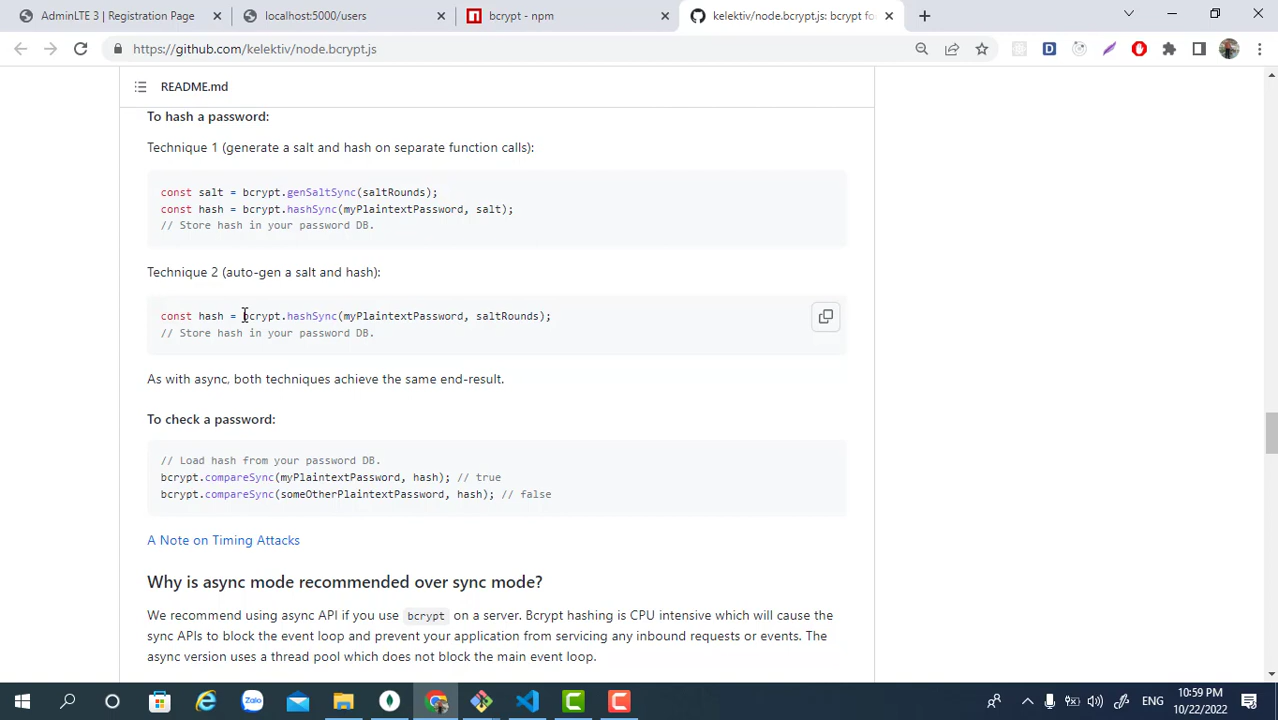 AdminLTE 3 | Registration Page
localhost:5000/users
bcrypt - npm
kelektiv/node.bcrypt.js: bcrypt fo
https://github.com/kelektiv/node.bcrypt.js
README.md
To hash a password:
Technique 1 (generate a salt and hash on separate function calls):
const salt = bcrypt.genSaltSync(saltRounds);
const hash = bcrypt.hashSync(myPlaintextPassword, salt);
// Store hash in your password DB.
Technique 2 (auto-gen a salt and hash):
const hash = bcrypt.hashSync(myPlaintextPassword, saltRounds);
// Store hash in your password DB.
As with async, both techniques achieve the same end-result.
To check a password:
// Load hash from your password DB.
bcrypt.compareSync(myPlaintextPassword, hash); // true
bcrypt.compareSync(someOtherPlaintextPassword, hash); // false
A Note on Timing Attacks
Why is async mode recommended over sync mode?
We recommend using async API if you use bcrypt on a server. Bcrypt hashing is CPU intensive which will cause the
sync APIs to block the event loop and prevent your application from servicing any inbound requests or events. The
async version uses a thread pool which does not block the main event loop.
Zalo
ENG
10:59 PM
10/22/2022